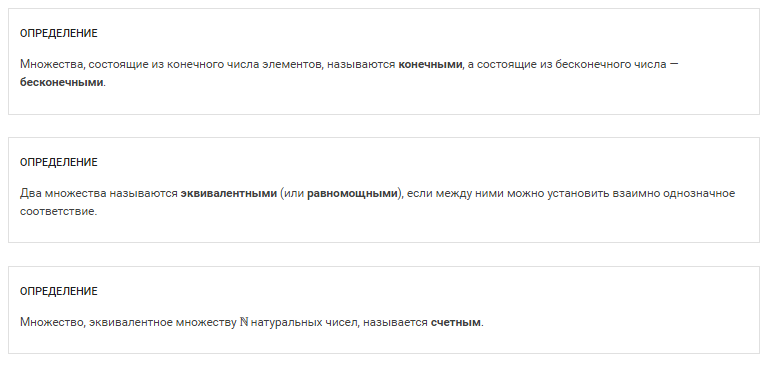 ОПРЕДЕЛЕНИЕ
Множества, состоящие из конечного числа элементов, называются конечными, а состоящие из бесконечного числа —
бесконечными.
ОПРЕДЕЛЕНИЕ
Два множества называются эквивалентными (или равномощными), если между ними можно установить взаимно однозначное
соответствие.
ОПРЕДЕЛЕНИЕ
Множество, эквивалентное множеству ℕ натуральных чисел, называется счетным.